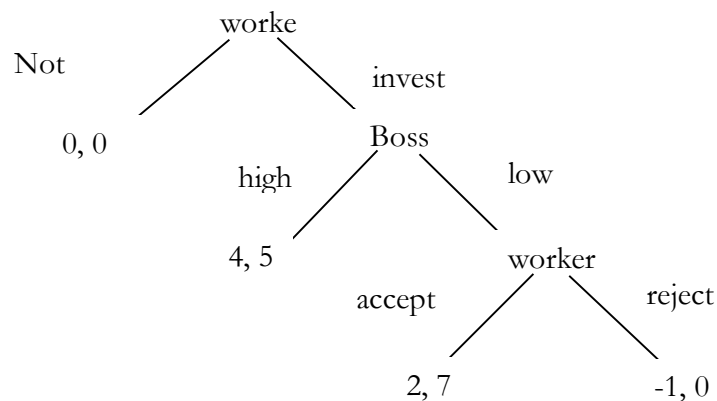 worke
Not
invest
0, 0
Boss
high
low
4, 5
worker
accept
reject
2, 7
-1, 0